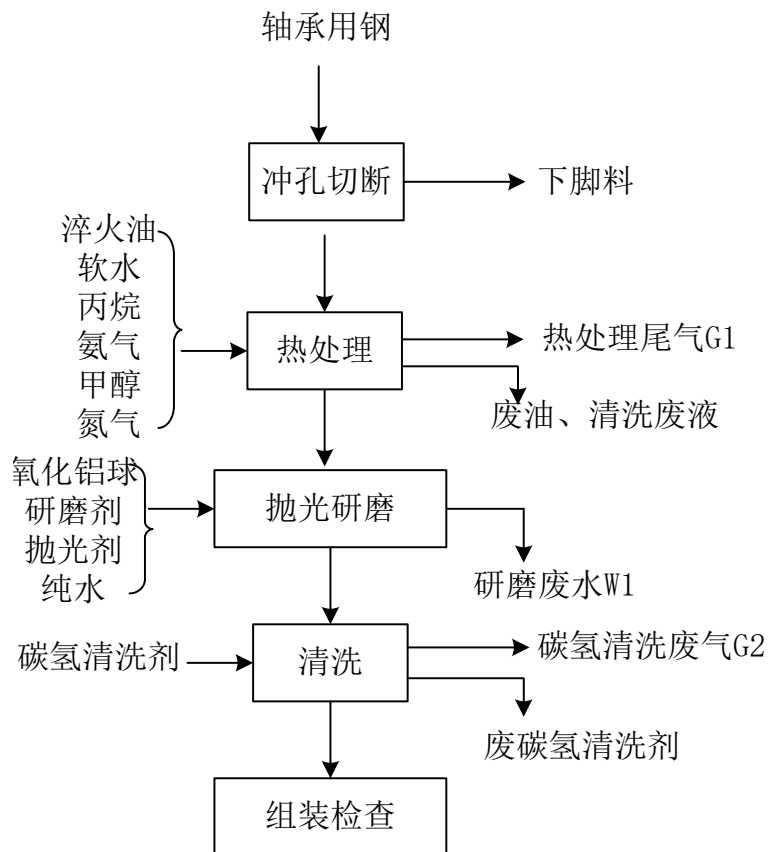 轴承用钢
冲孔切断
下脚料
淬火油
软水
丙烷
氨气
甲醇
氮气
热处理
热处理尾气G1
废油、清洗废液
氧化铝球
研磨剂
抛光剂
纯水
抛光研磨
研磨废水W1
碳氢清洗剂
清洗
碳氢清洗废气G2
废碳氢清洗剂
组装检查